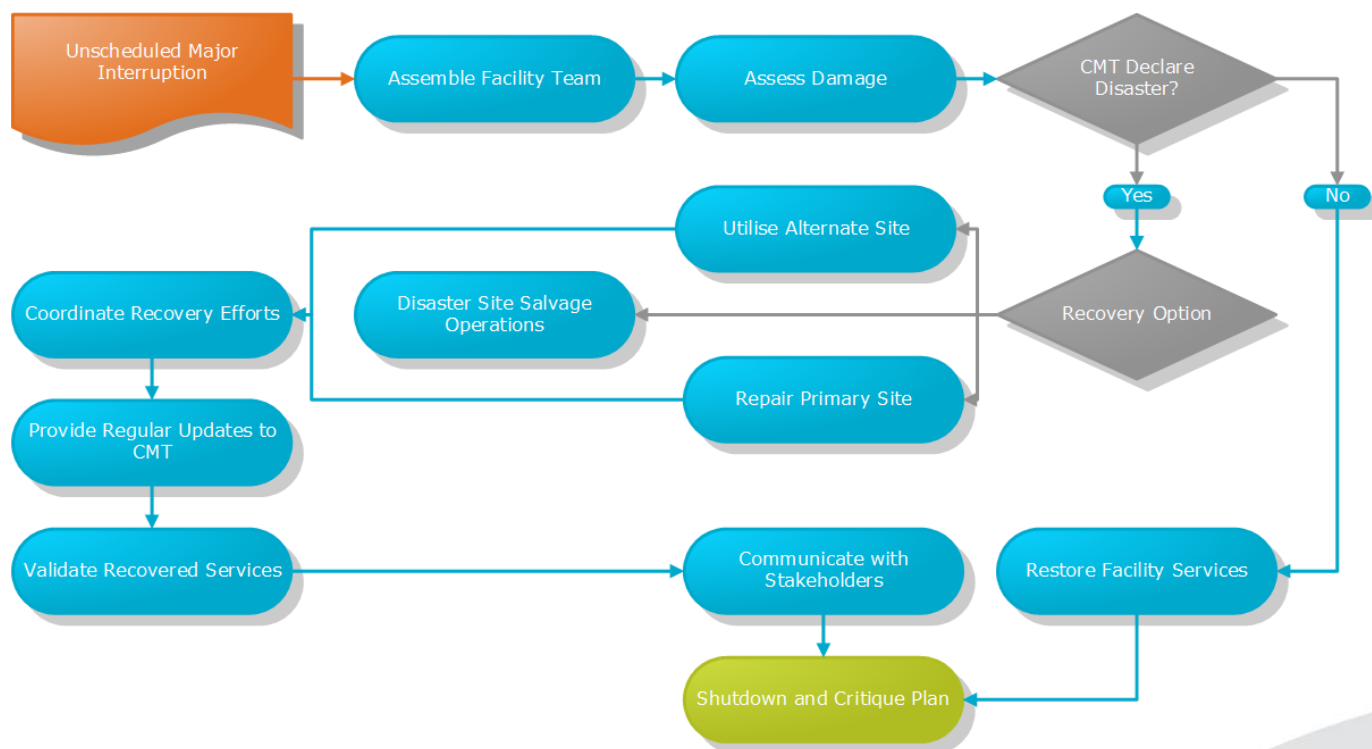 Unscheduled Major
Interruption
Assemble Facility Team
Assess Damage
CMT Declare
Disaster?
Yes
No
Utilise Alternate Site
Coordinate Recovery Efforts
Disaster Site Salvage
Operations
Recovery Option
Repair Primary Site
Provide Regular Updates to
CMT
Validate Recovered Services
Communicate with
Stakeholders
Restore Facility Services
Shutdown and Critique Plan